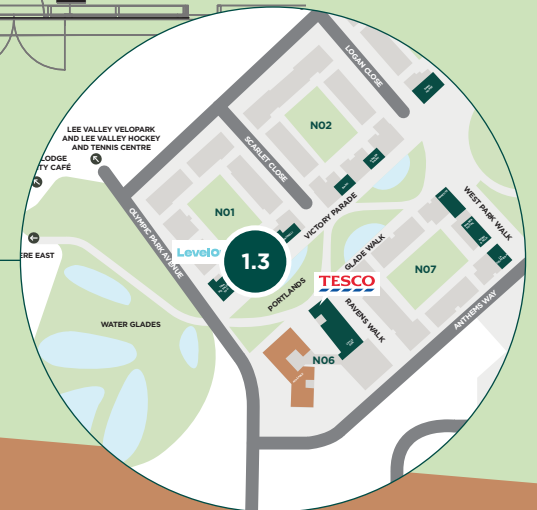 LOGAN CLOSE
N02
LEE VALLEY VELOPARK
AND LEE VALLEY HOCKEY
AND TENNIS CENTRE
LODGE
TY CAFÉ
SCARLET CLOSE
N01
VICTORY PARADE
WEST PARK WALK
OLYMPIC PARK AVENUE
ERE EAST
1.3
GLADE WALK
N07
TESCO
PORTLANDS
RAVENS WALK
ANTHEMS WAY
WATER GLADES
N06